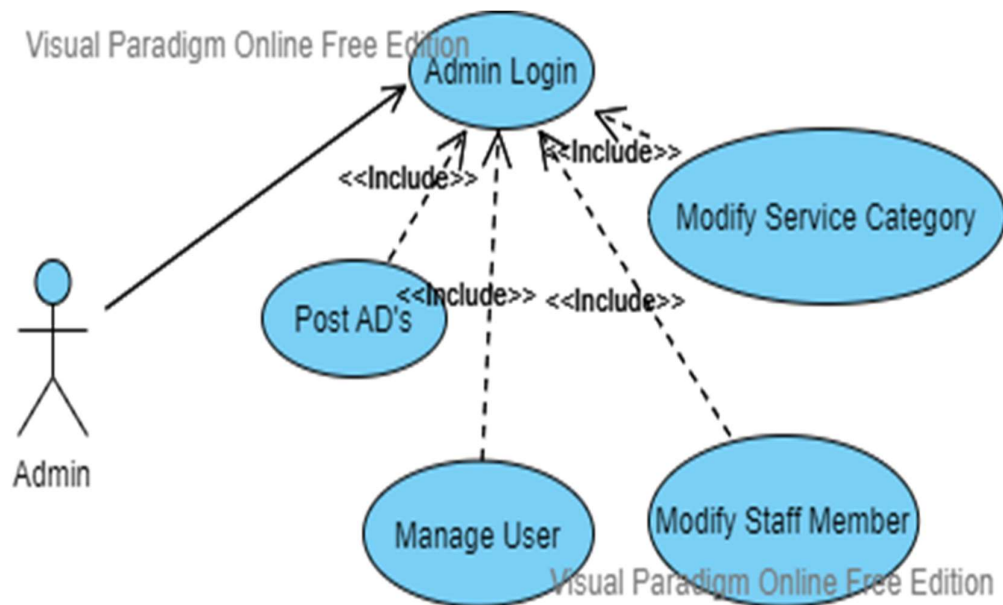 Visual Paradigm Online Free Edition
Admin Login
<<Include>>
<<Include>>
Modify Service Category
<<Include>>
<<Include>>
Post AD's
Admin
Manage User
Modify Staff Member
Visual Paradigm Online Free Edition